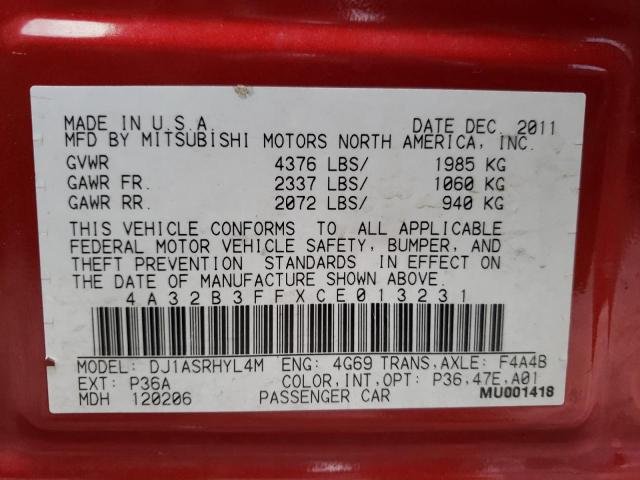 MADE IN U.S.A. DATE DEC. 2011
MFD BY MITSUBISHI MOTORS NORTH AMERICA, INC.
GVWR 4376 LBS/ 1985 KG
GAWR FR. 2337 LBS/ 1060 KG
GAWR RR. 2072 LBS/ 940 KG
THIS VEHICLE CONFORMS TO ALL APPLICABLE
FEDERAL MOTOR VEHICLE SAFETY, BUMPER, AND
THEFT PREVENTION STANDARDS IN EFFECT ON
THE DATE OF MANUFACTURE SHOWN ABOVE.
4A32B3FFXCE013231
MODEL: DJ1ASRHYL4M ENG: 4G69 TRANS,AXLE: F4A4B
EXT: P36A COLOR,INT,OPT: P36,47E,A01
MDH 120206 PASSENGER CAR MU001418